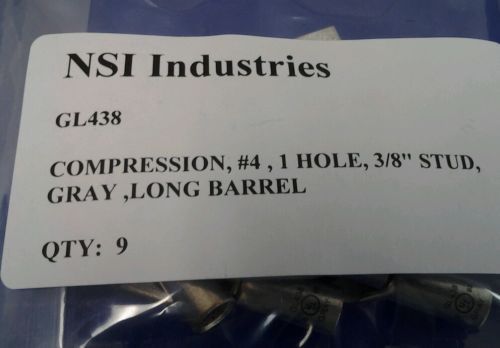 NSI Industries
GL438
COMPRESSION, #4 , 1 HOLE, 3/8" STUD,
GRAY ,LONG BARREL
QTY: 9